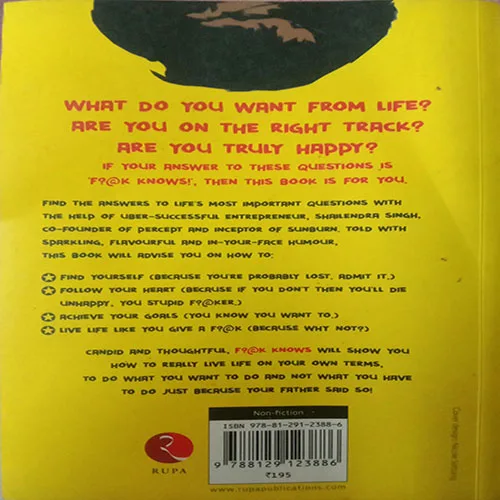 WHAT DO YOU WANT FROM LIFE?
ARE YOU ON THE RIGHT TRACK?
ARE YOU TRULY HAPPY?
IF YOUR ANSWER TO THESE QUESTIONS IS
'F?@K KNOWS!', THEN THIS BOOK IS FOR YOU.
FIND THE ANSWERS TO LIFE'S MOST IMPORTANT QUESTIONS WITH
THE HELP OF UBER-SUCCESSFUL ENTREPRENEUR, SHAILENDRA SINGH,
CO-FOUNDER OF PERCEPT AND INCEPTOR OF SUNBURN. TOLD WITH
SPARKLING, FLAVOURFUL AND IN-YOUR-FACE HUMOUR,
THIS BOOK WILL ADVISE YOU ON HOW TO:
FIND YOURSELF (BECAUSE YOU'RE PROBABLY LOST. ADMIT IT.)
FOLLOW YOUR HEART (BECAUSE IF YOU DON'T THEN YOU'LL DIE
UNHAPPY. YOU STUPID F?@KER.)
ACHIEVE YOUR GOALS (YOU KNOW YOU WANT TO.)
LIVE LIFE LIKE YOU GIVE A F?@K (BECAUSE WHY NOT?)
CANDID AND THOUGHTFUL, F?@K KNOWS WILL SHOW YOU
HOW TO REALLY LIVE LIFE ON YOUR OWN TERMS,
TO DO WHAT YOU WANT TO DO AND NOT WHAT YOU HAVE
TO DO JUST BECAUSE YOUR FATHER SAID SO!
Non-fiction
ISBN 978-81-291-2388-6
9 788129 123886
₹195
RUPA
www.rupapublications.com